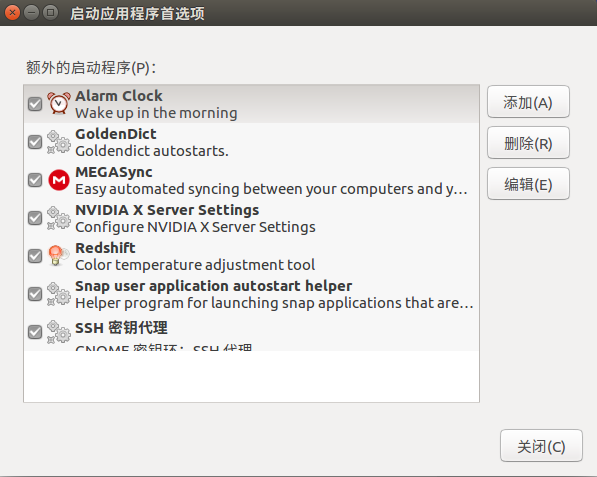 启动应用程序首选项
额外的启动程序(P)：
Alarm Clock
Wake up in the morning
GoldenDict
Goldendict autostarts.
MEGASync
Easy automated syncing between your computers and y…
NVIDIA X Server Settings
Configure NVIDIA X Server Settings
Redshift
Color temperature adjustment tool
Snap user application autostart helper
Helper program for launching snap applications that are…
SSH 密钥代理
GNOME 密钥环：SSH 代理
添加(A)
删除(R)
编辑(E)
关闭(C)